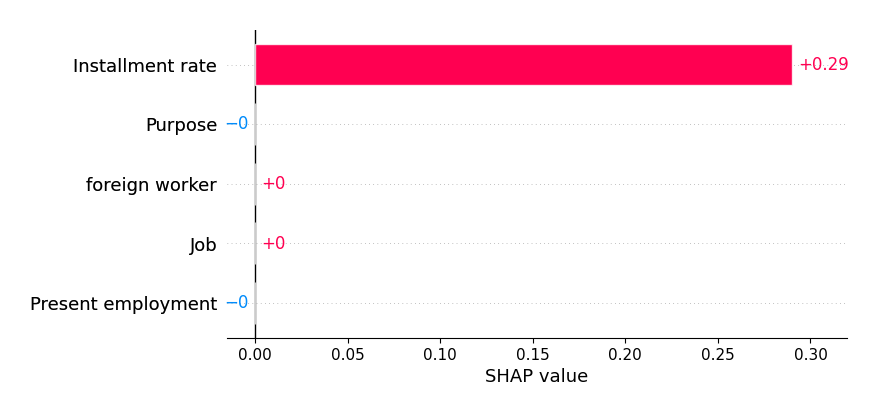 Installment rate +0.29
Purpose −0
foreign worker +0
Job +0
Present employment −0
0.00 0.05 0.10 0.15 0.20 0.25 0.30
SHAP value